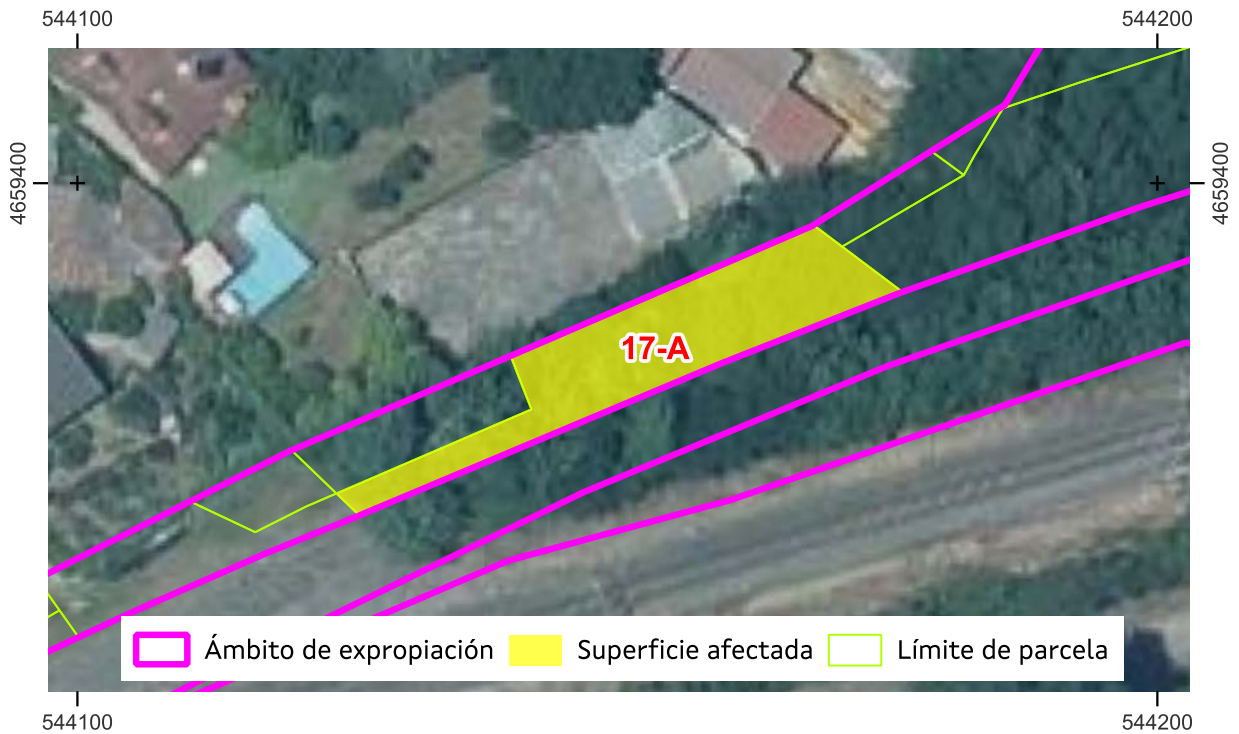 544100 544200
4659400 4659400
17-A
Ámbito de expropiación Superficie afectada Límite de parcela
544100 544200